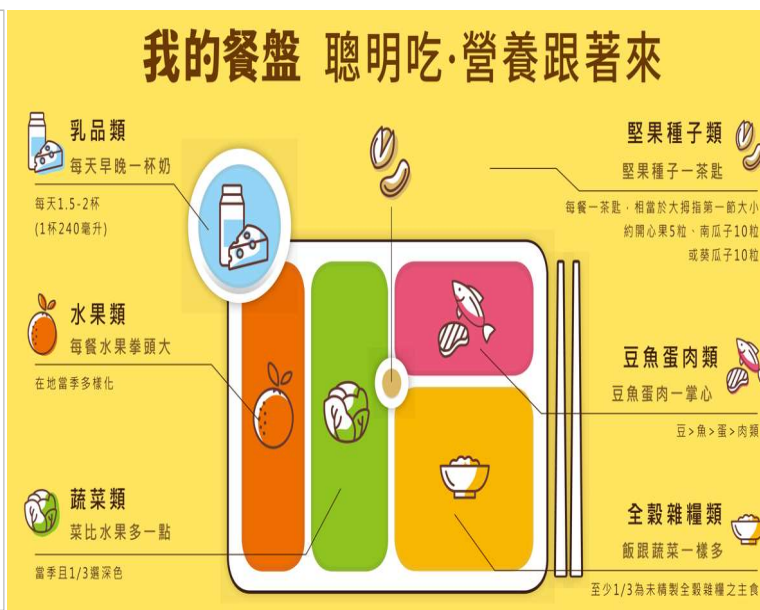 我的餐盤 聰明吃·營養跟著來
乳品類
每天早晚一杯奶
每天1.5-2杯
(1杯240毫升)
水果類
每餐水果拳頭大
在地當季多樣化
蔬菜類
菜比水果多一點
當季且1/3選深色
堅果種子類
堅果種子一茶匙
每餐一茶匙，相當於大拇指第一節大小
約開心果5粒、南瓜子10粒
或葵瓜子10粒
豆魚蛋肉類
豆魚蛋肉一掌心
豆>魚>蛋>肉類
全穀雜糧類
飯跟蔬菜一樣多
至少1/3為未精製全穀雜糧之主食